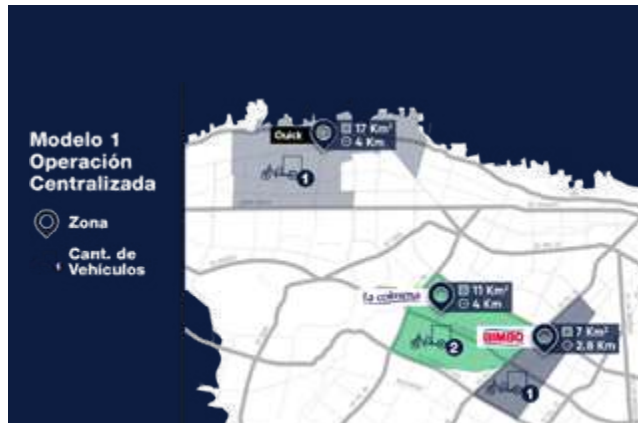 Modelo 1
Operación
Centralizada
Zona
Cant. de
Vehículos
Quick
17 Km²
4 Km
1
la colonia
11 Km²
4 Km
2
BIMBO
7 Km²
2.8 Km
1